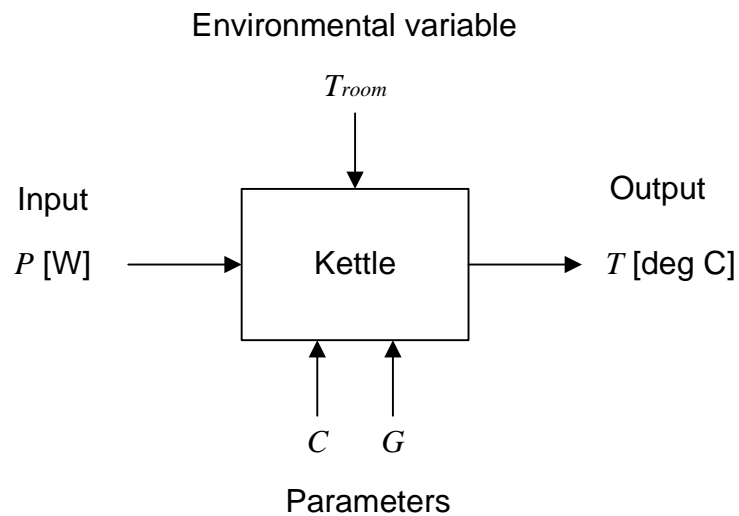 Environmental variable
Troom
Input
Output
P [W]
Kettle
T [deg C]
C G
Parameters